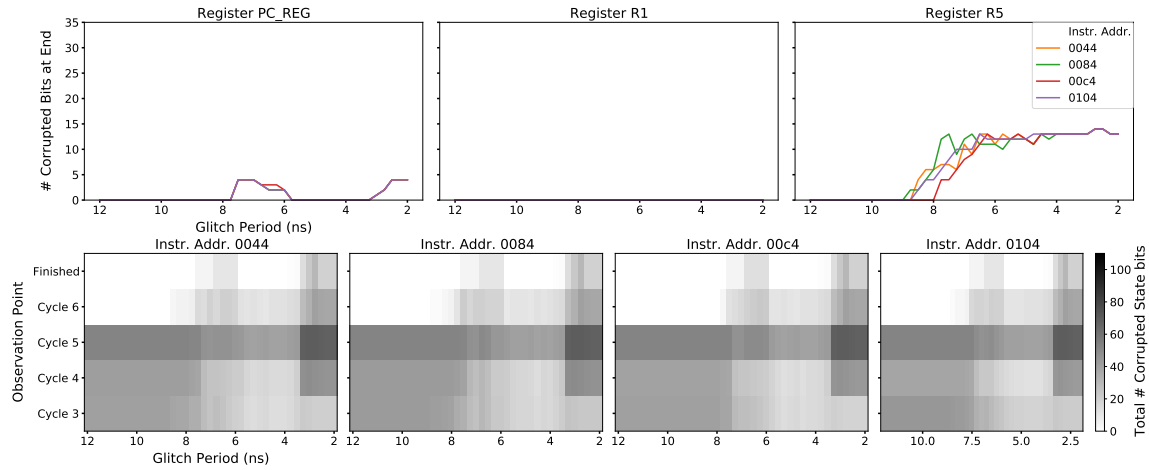 Register PC_REG
Register R1
Register R5
# Corrupted Bits at End
35
30
25
20
15
10
5
0
12 10 8 6 4 2
12 10 8 6 4 2
12 10 8 6 4 2
Glitch Period (ns)
Instr. Addr.
0044
0084
00c4
0104
Instr. Addr. 0044
Instr. Addr. 0084
Instr. Addr. 00c4
Instr. Addr. 0104
Observation Point
Finished
Cycle 6
Cycle 5
Cycle 4
Cycle 3
12 10 8 6 4 2
12 10 8 6 4 2
12 10 8 6 4 2
10.0 7.5 5.0 2.5
Glitch Period (ns)
100
80
60
40
20
0
Total # Corrupted State bits